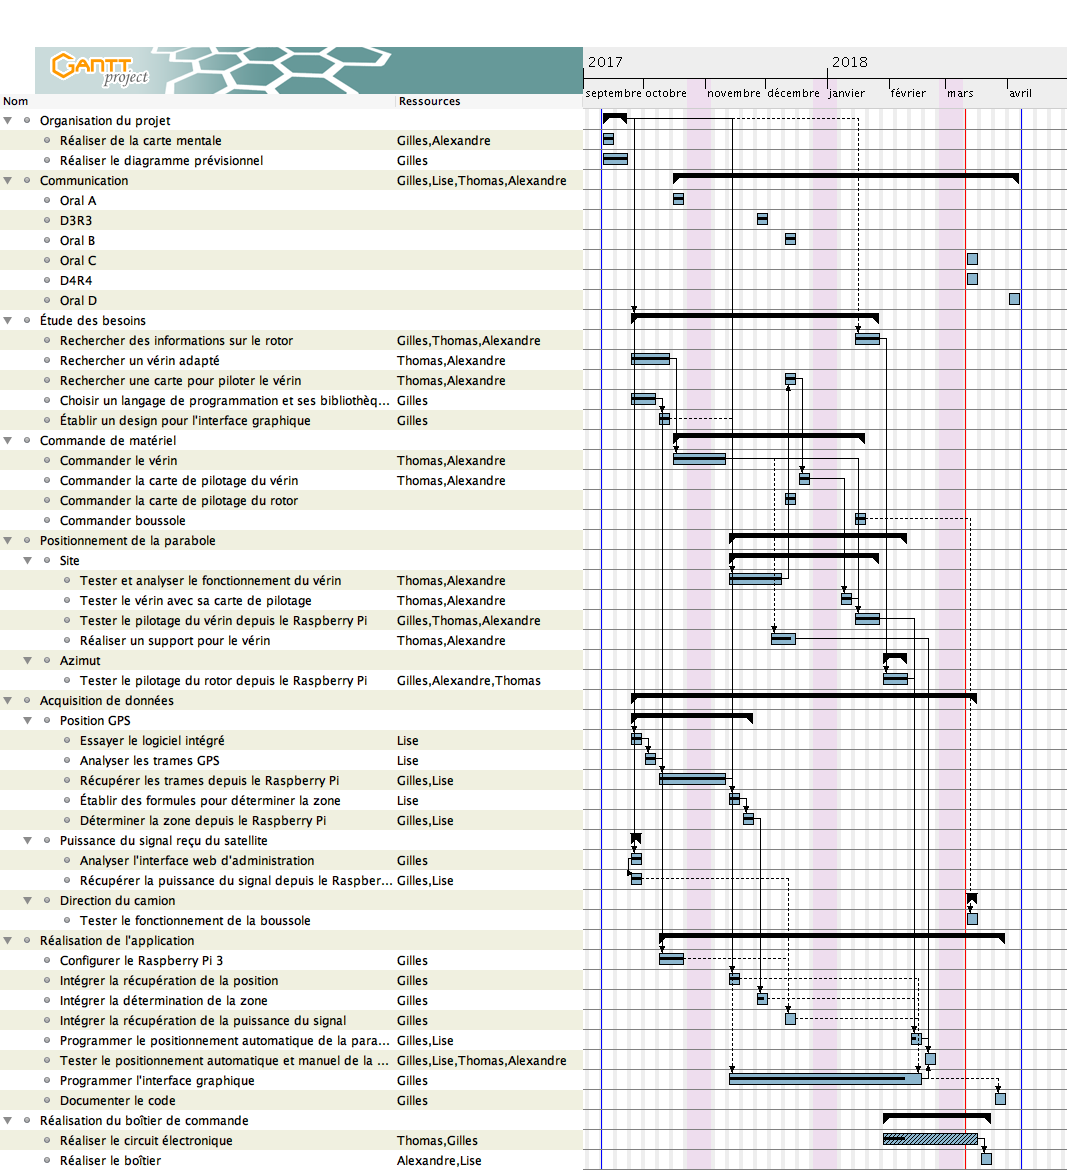 GANTT
project
2017 2018
septembre octobre novembre décembre janvier février mars avril
Nom Ressources
Organisation du projet
Réaliser de la carte mentale Gilles,Alexandre
Réaliser le diagramme prévisionnel Gilles
Communication Gilles,Lise,Thomas,Alexandre
Oral A
D3R3
Oral B
Oral C
D4R4
Oral D
Étude des besoins
Rechercher des informations sur le rotor Gilles,Thomas,Alexandre
Rechercher un vérin adapté Thomas,Alexandre
Rechercher une carte pour piloter le vérin Thomas,Alexandre
Choisir un langage de programmation et ses bibliothèq... Gilles
Établir un design pour l'interface graphique Gilles
Commande de matériel
Commander le vérin Thomas,Alexandre
Commander la carte de pilotage du vérin Thomas,Alexandre
Commander la carte de pilotage du rotor
Commander boussole
Positionnement de la parabole
Site
Tester et analyser le fonctionnement du vérin Thomas,Alexandre
Tester le vérin avec sa carte de pilotage Thomas,Alexandre
Tester le pilotage du vérin depuis le Raspberry Pi Gilles,Thomas,Alexandre
Réaliser un support pour le vérin Thomas,Alexandre
Azimut
Tester le pilotage du rotor depuis le Raspberry Pi Gilles,Alexandre,Thomas
Acquisition de données
Position GPS
Essayer le logiciel intégré Lise
Analyser les trames GPS Lise
Récupérer les trames depuis le Raspberry Pi Gilles,Lise
Établir des formules pour déterminer la zone Lise
Déterminer la zone depuis le Raspberry Pi Gilles,Lise
Puissance du signal reçu du satellite
Analyser l'interface web d'administration Gilles
Récupérer la puissance du signal depuis le Raspber... Gilles,Lise
Direction du camion
Tester le fonctionnement de la boussole
Réalisation de l'application
Configurer le Raspberry Pi 3 Gilles
Intégrer la récupération de la position Gilles
Intégrer la détermination de la zone Gilles
Intégrer la récupération de la puissance du signal Gilles
Programmer le positionnement automatique de la para... Gilles,Lise
Tester le positionnement automatique et manuel de la ... Gilles,Lise,Thomas,Alexandre
Programmer l'interface graphique Gilles
Documenter le code Gilles
Réalisation du boîtier de commande
Réaliser le circuit électronique Thomas,Gilles
Réaliser le boîtier Alexandre,Lise